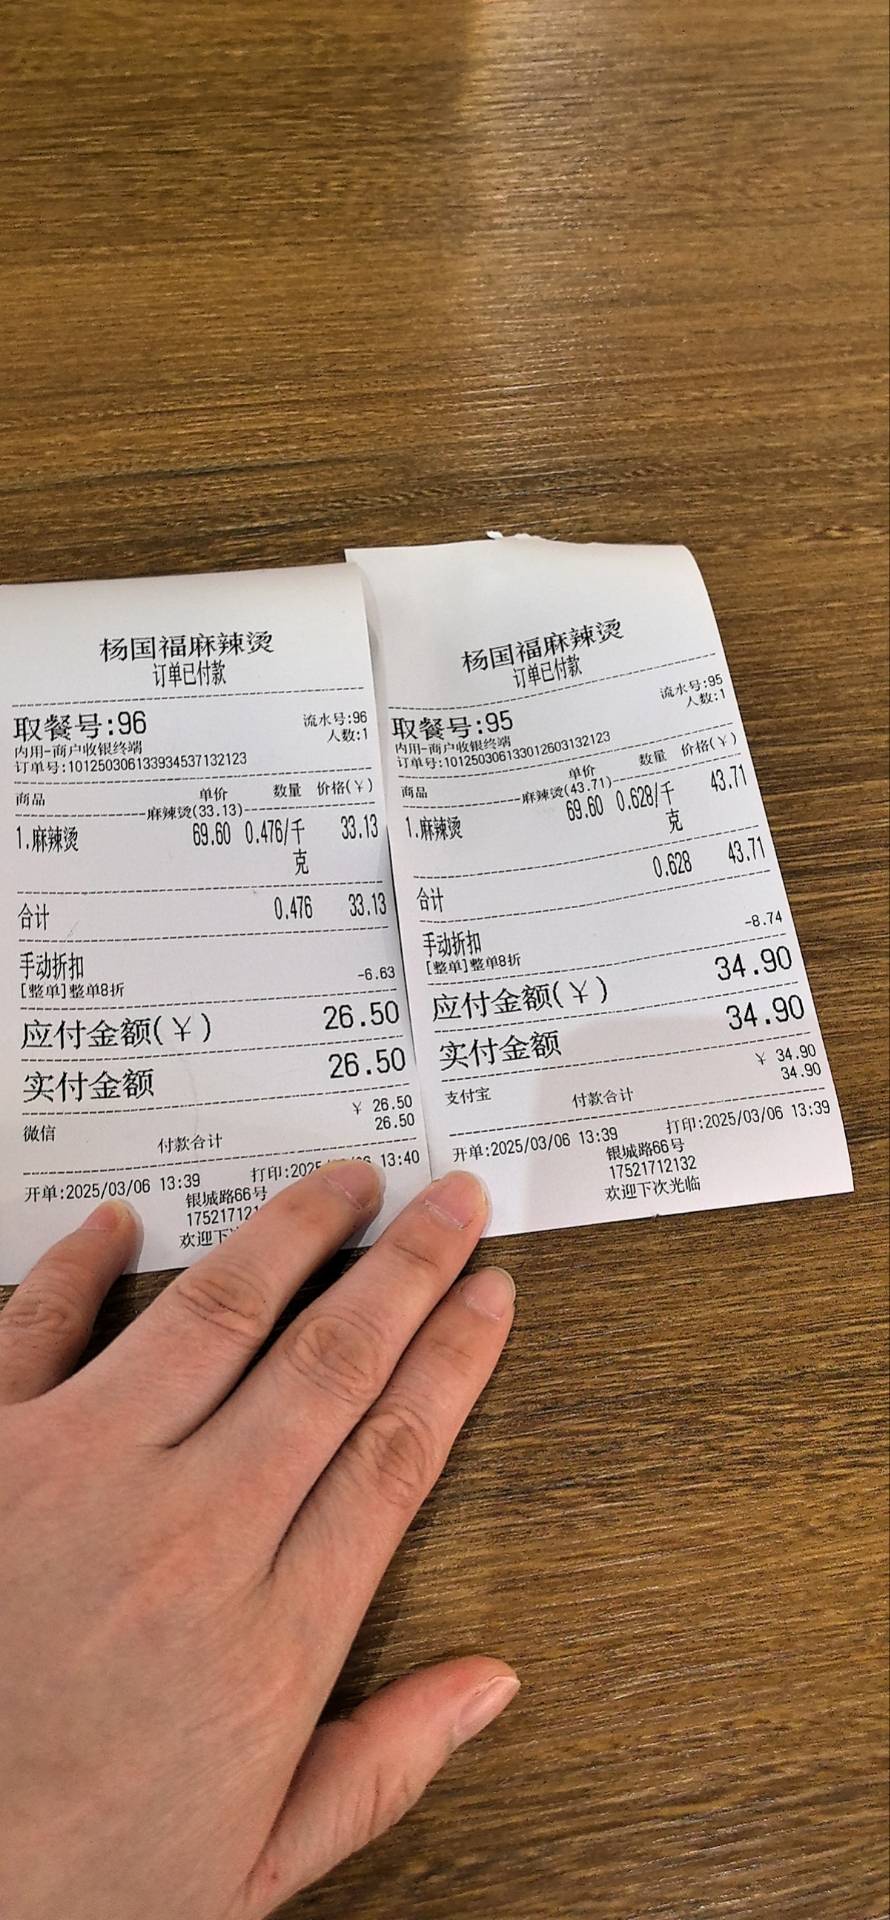 杨国福麻辣烫
订单已付款
取餐号:96
流水号:96
人数:1
内用-商户收银终端
订单号:101250306133934537132123
商品 单价 数量 价格(￥)
麻辣烫(33.13)
1.麻辣烫 69.60 0.476/千克 33.13
合计 0.476 33.13
手动折扣
[整单]整单8折 -6.63
应付金额(￥) 26.50
实付金额 26.50
微信 ￥ 26.50
付款合计 26.50
开单:2025/03/06 13:39 打印:2025 13:40
银城路66号
175217121
欢迎下
杨国福麻辣烫
订单已付款
取餐号:95
流水号:95
人数:1
内用-商户收银终端
订单号:101250306133012603132123
商品 单价 数量 价格(￥)
麻辣烫(43.71)
1.麻辣烫 69.60 0.628/千克 43.71
合计 0.628 43.71
手动折扣
[整单]整单8折 -8.74
应付金额(￥) 34.90
实付金额 34.90
支付宝 ￥ 34.90
付款合计 34.90
开单:2025/03/06 13:39 打印:2025/03/06 13:39
银城路66号
17521712132
欢迎下次光临